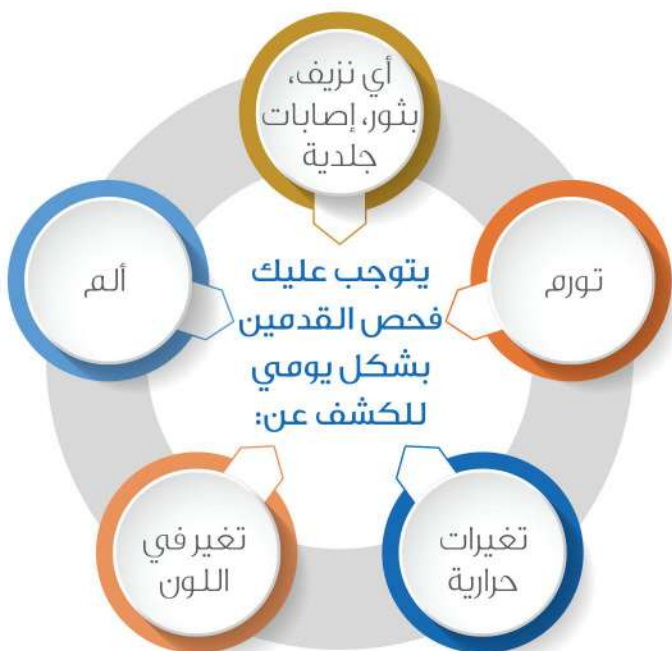 أي نزيف،
بثور، إصابات
جلدية
ألم
تورم
يتوجب عليك
فحص القدمين
بشكل يومي
للكشف عن:
تغير في
اللون
تغيرات
حرارية